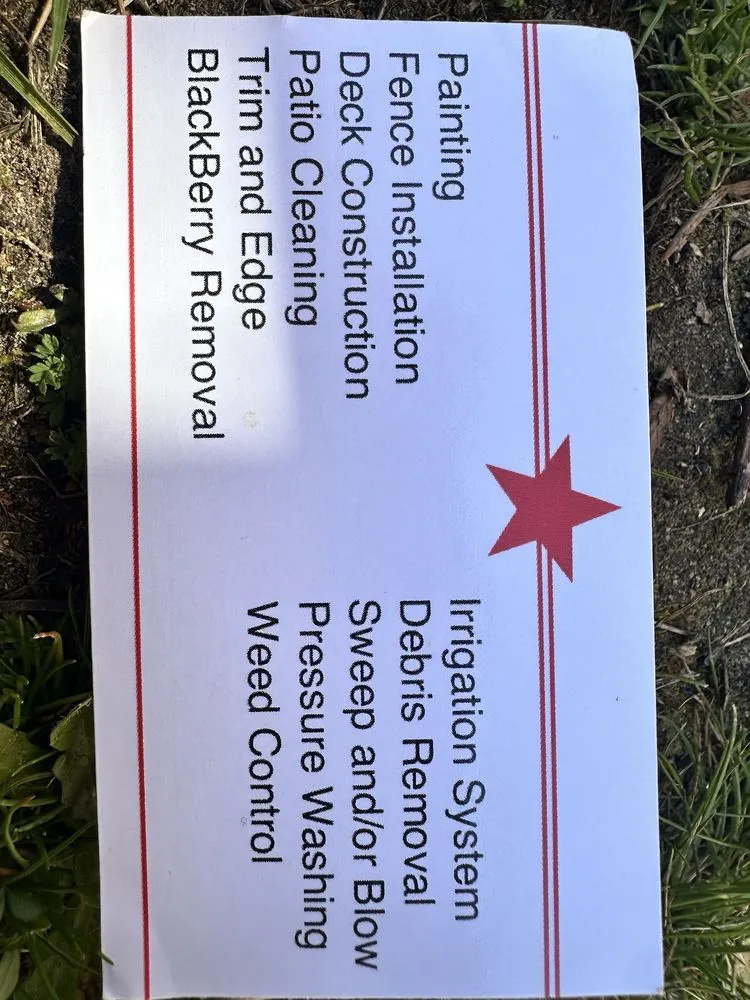 Painting
Fence Installation
Deck Construction
Patio Cleaning
Trim and Edge
BlackBerry Removal
Irrigation System
Debris Removal
Sweep and/or Blow
Pressure Washing
Weed Control